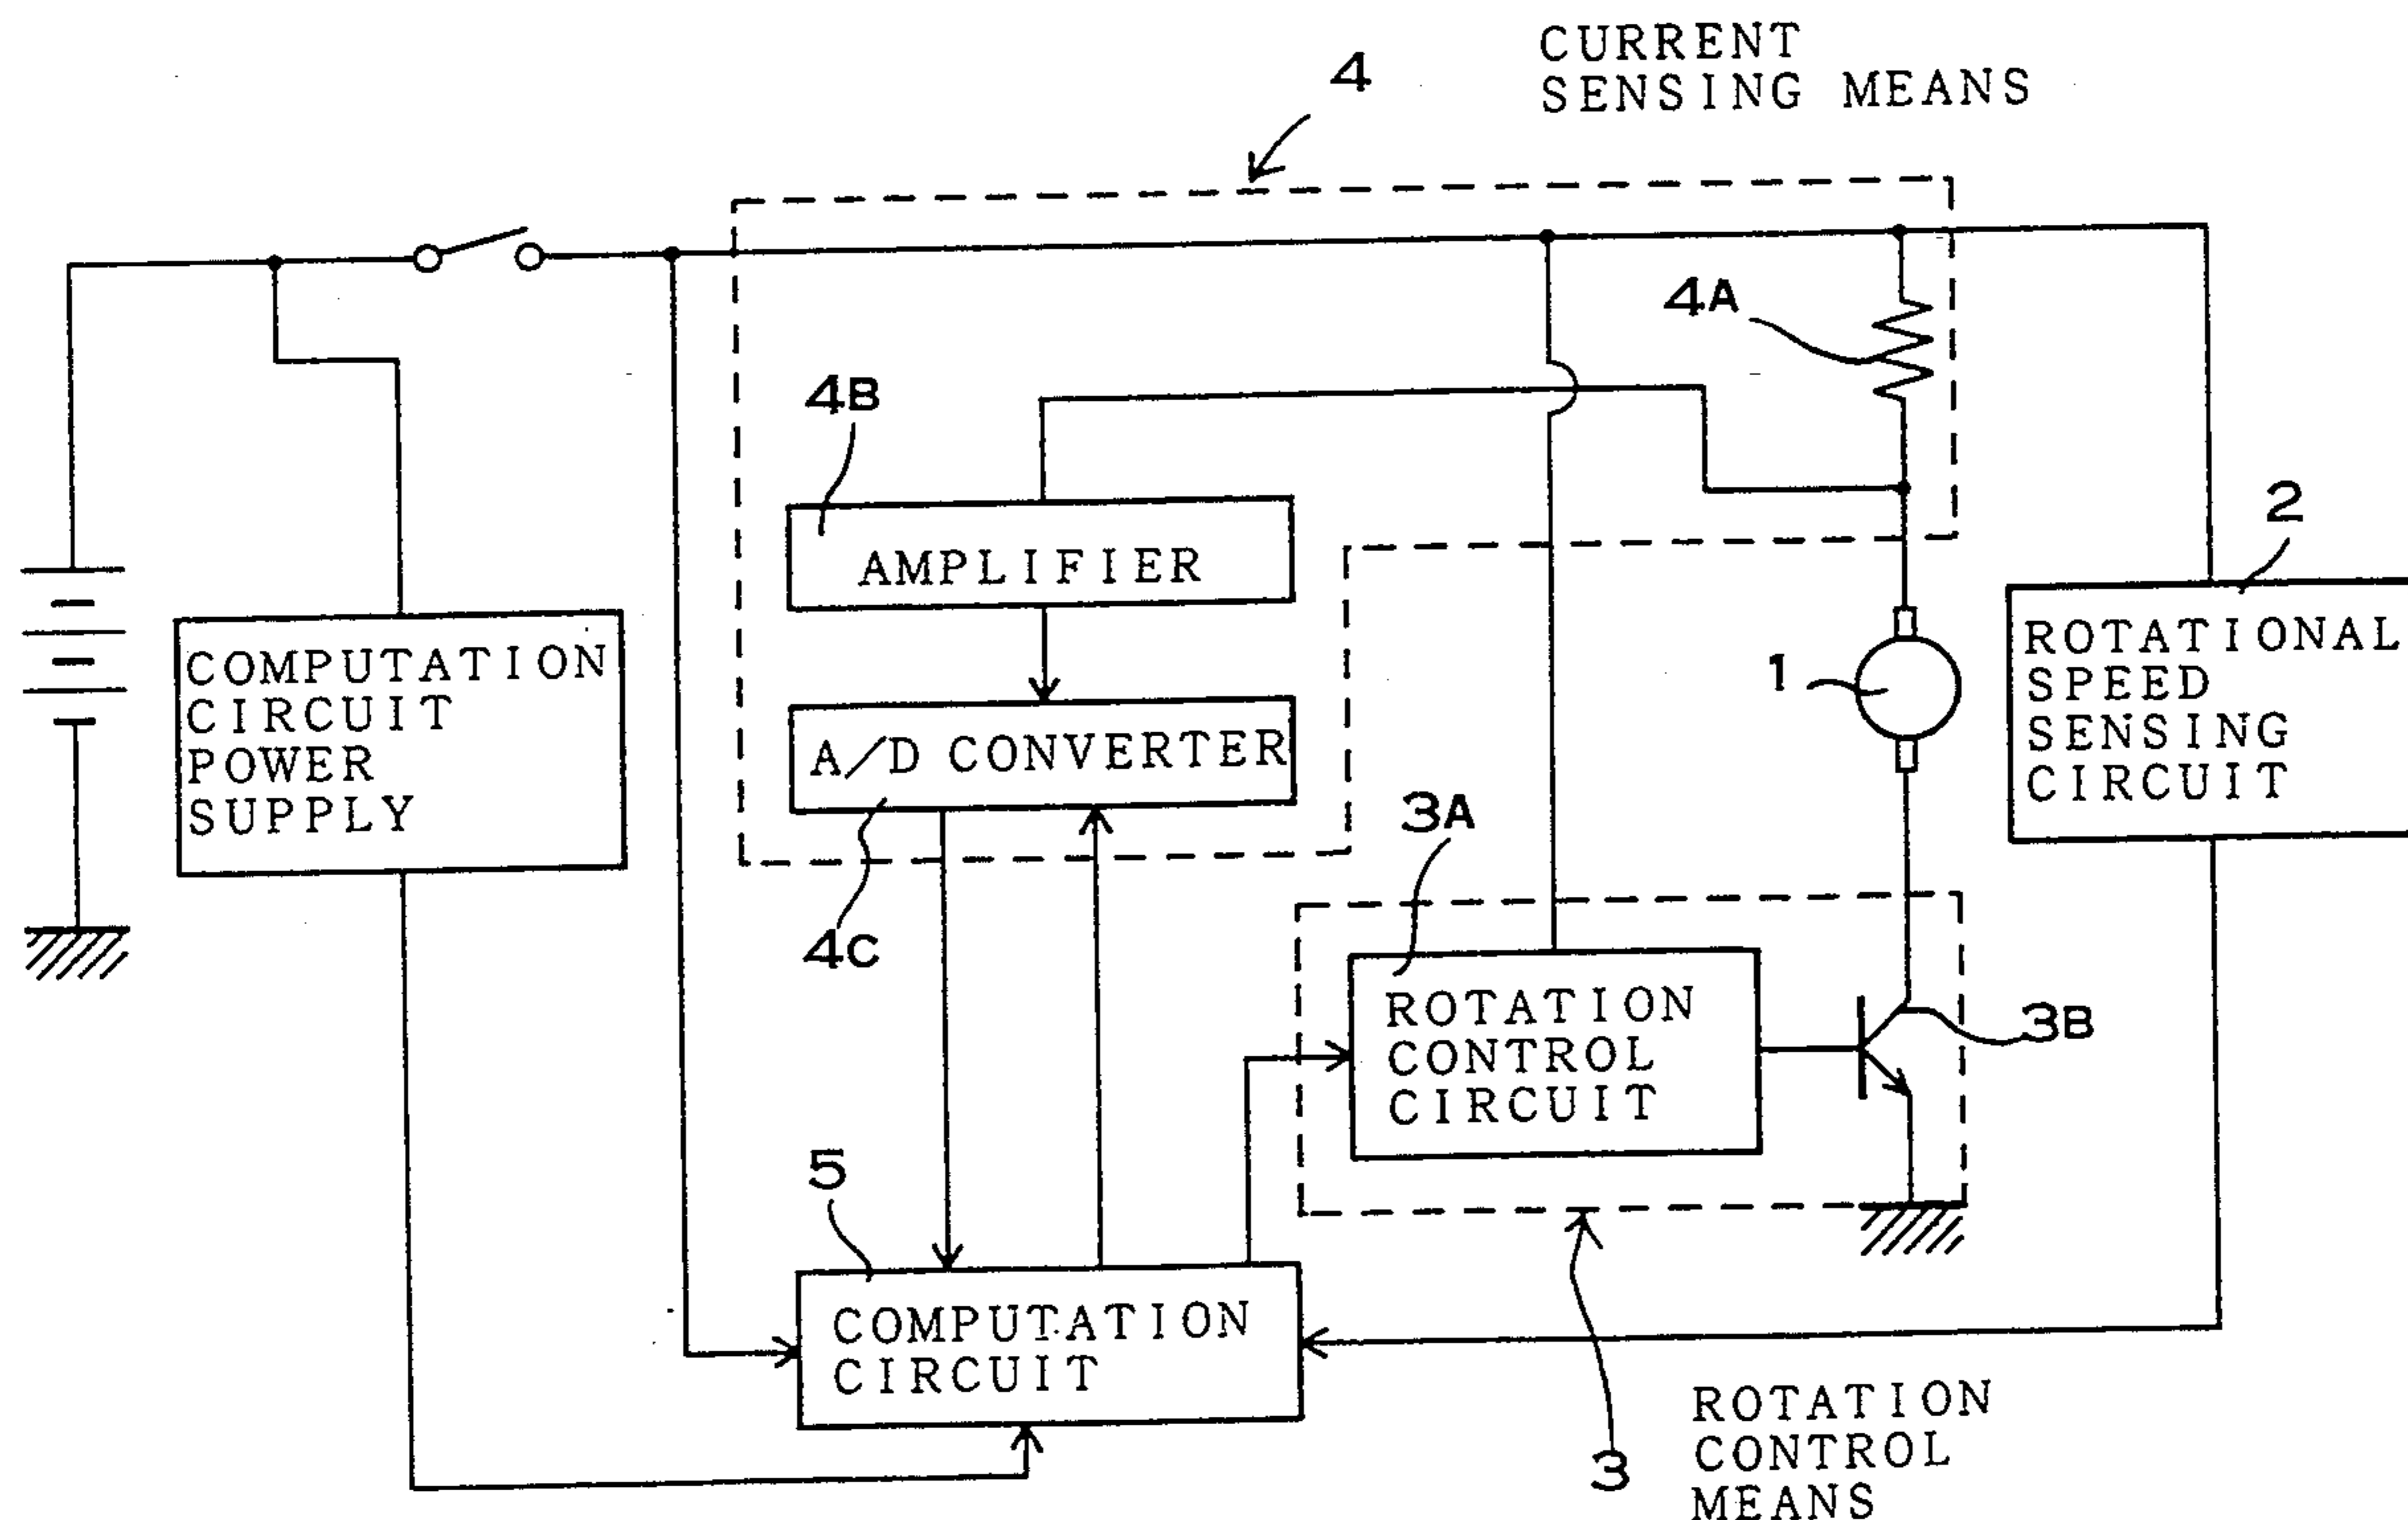 4
CURRENT
SENSING MEANS
4A
4B
AMPLIFIER
2
COMPUTATION
CIRCUIT
POWER
SUPPLY
A/D CONVERTER
4C
1
ROTATIONAL
SPEED
SENSING
CIRCUIT
3A
ROTATION
CONTROL
CIRCUIT
3B
5
COMPUTATION
CIRCUIT
3
ROTATION
CONTROL
MEANS